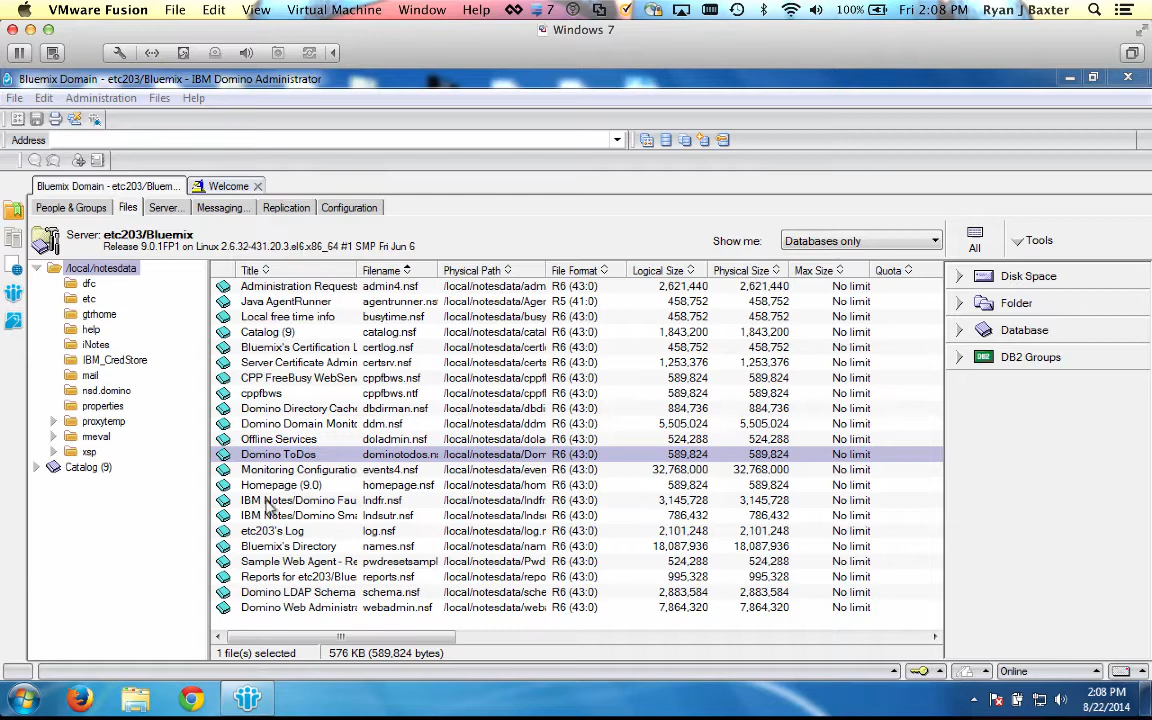 VMware Fusion File Edit View Virtual Machine Window Help 7 100% Fri 2:08 PM Ryan J Baxter
Windows 7
Bluemix Domain - etc203/Bluemix - IBM Domino Administrator
File Edit Administration Files Help
Address
Bluemix Domain - etc203/Bluem... Welcome
People & Groups Files Server... Messaging... Replication Configuration
Server: etc203/Bluemix
Release 9.0.1FP1 on Linux 2.6.32-431.20.3.el6.x86_64 #1 SMP Fri Jun 6
Show me: Databases only All Tools
/local/notesdata
dfc
etc
gtrhome
help
iNotes
IBM_CredStore
mail
nsd.domino
properties
proxytemp
rmeval
xsp
Catalog (9)
Title Filename Physical Path File Format Logical Size Physical Size Max Size Quota
Administration Requests admin4.nsf /local/notesdata/adm R6 (43:0) 2,621,440 2,621,440 No limit
Java AgentRunner agentrunner.ns /local/notesdata/Ager R5 (41:0) 458,752 458,752 No limit
Local free time info busytime.nsf /local/notesdata/busy R6 (43:0) 458,752 458,752 No limit
Catalog (9) catalog.nsf /local/notesdata/catal R6 (43:0) 1,843,200 1,843,200 No limit
Bluemix's Certification L certlog.nsf /local/notesdata/certl R6 (43:0) 458,752 458,752 No limit
Server Certificate Admin certsrv.nsf /local/notesdata/certs R6 (43:0) 1,253,376 1,253,376 No limit
CPP FreeBusy WebServ cppfbws.nsf /local/notesdata/cppfl R6 (43:0) 589,824 589,824 No limit
cppfbws cppfbws.ntf /local/notesdata/cppfl R6 (43:0) 589,824 589,824 No limit
Domino Directory Cache dbdirman.nsf /local/notesdata/dbdir R6 (43:0) 884,736 884,736 No limit
Domino Domain Monito ddm.nsf /local/notesdata/ddm. R6 (43:0) 5,505,024 5,505,024 No limit
Offline Services doladmin.nsf /local/notesdata/dola R6 (43:0) 524,288 524,288 No limit
Domino ToDos dominotodos.ns /local/notesdata/Dom R6 (43:0) 589,824 589,824 No limit
Monitoring Configuration events4.nsf /local/notesdata/even R6 (43:0) 32,768,000 32,768,000 No limit
Homepage (9.0) homepage.nsf /local/notesdata/hom R6 (43:0) 589,824 589,824 No limit
IBM Notes/Domino Fau lndfr.nsf /local/notesdata/lndfr. R6 (43:0) 3,145,728 3,145,728 No limit
IBM Notes/Domino Sma lndsutr.nsf /local/notesdata/lndsu R6 (43:0) 786,432 786,432 No limit
etc203's Log log.nsf /local/notesdata/log.n R6 (43:0) 2,101,248 2,101,248 No limit
Bluemix's Directory names.nsf /local/notesdata/nam R6 (43:0) 18,087,936 18,087,936 No limit
Sample Web Agent - Re pwdresetsampl /local/notesdata/Pwd R6 (43:0) 524,288 524,288 No limit
Reports for etc203/Blue reports.nsf /local/notesdata/repo R6 (43:0) 995,328 995,328 No limit
Domino LDAP Schema schema.nsf /local/notesdata/sche R6 (43:0) 2,883,584 2,883,584 No limit
Domino Web Administra webadmin.nsf /local/notesdata/web R6 (43:0) 7,864,320 7,864,320 No limit
Disk Space
Folder
Database
DB2 DB2 Groups
1 file(s) selected 576 KB (589,824 bytes)
Online
2:08 PM
8/22/2014